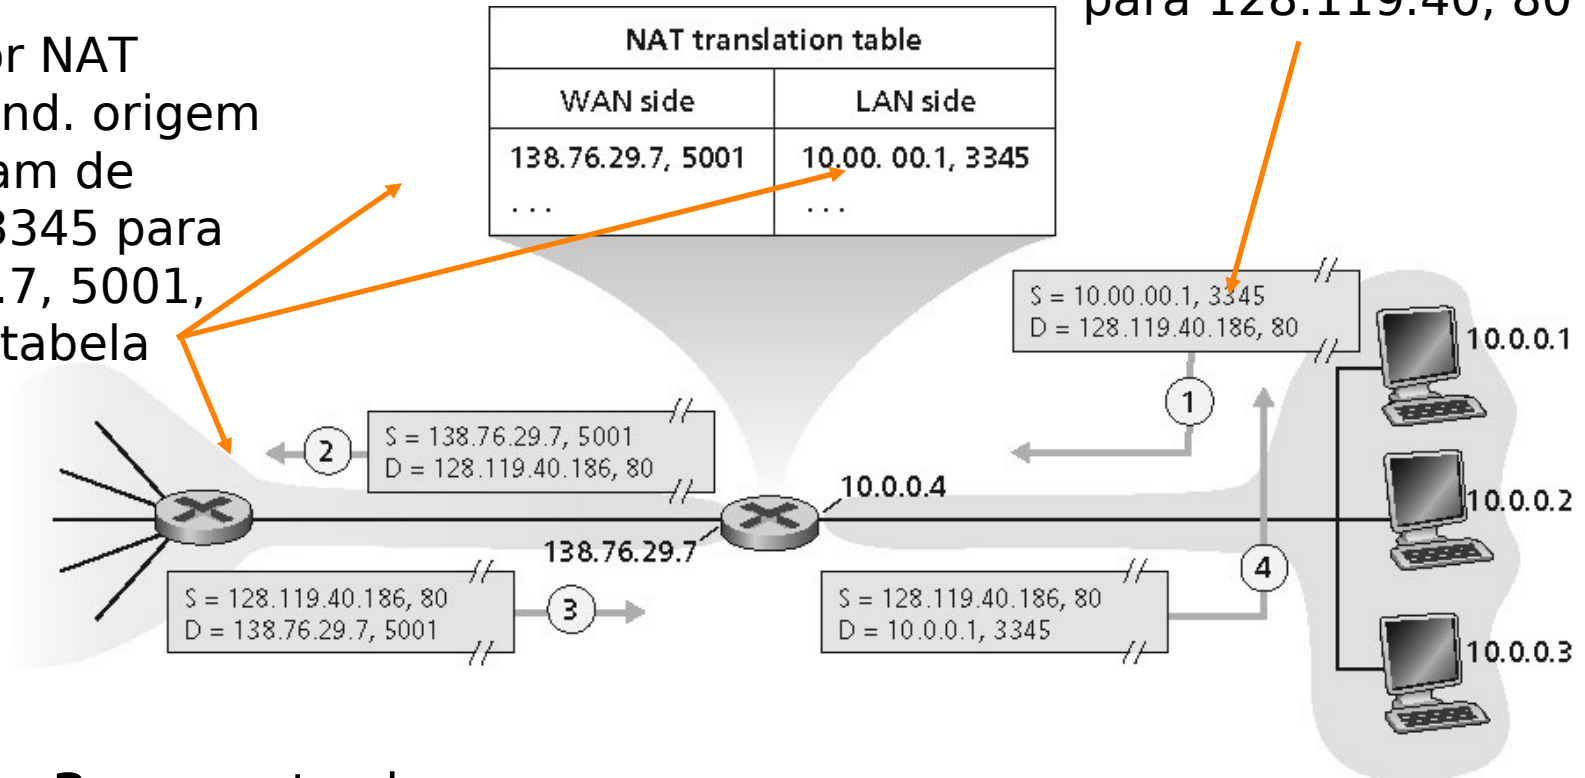 para 128.119.40, 80
or NAT
nd. origem
am de
3345 para
.7, 5001,
tabela
NAT translation table
WAN side LAN side
138.76.29.7, 5001 10.00. 00.1, 3345
. . . . . .
S = 10.00.00.1, 3345
D = 128.119.40.186, 80
10.0.0.1
1
2
S = 138.76.29.7, 5001
D = 128.119.40.186, 80
10.0.0.4
10.0.0.2
138.76.29.7
3
S = 128.119.40.186, 80
D = 138.76.29.7, 5001
S = 128.119.40.186, 80
D = 10.0.0.1, 3345
4
10.0.0.3